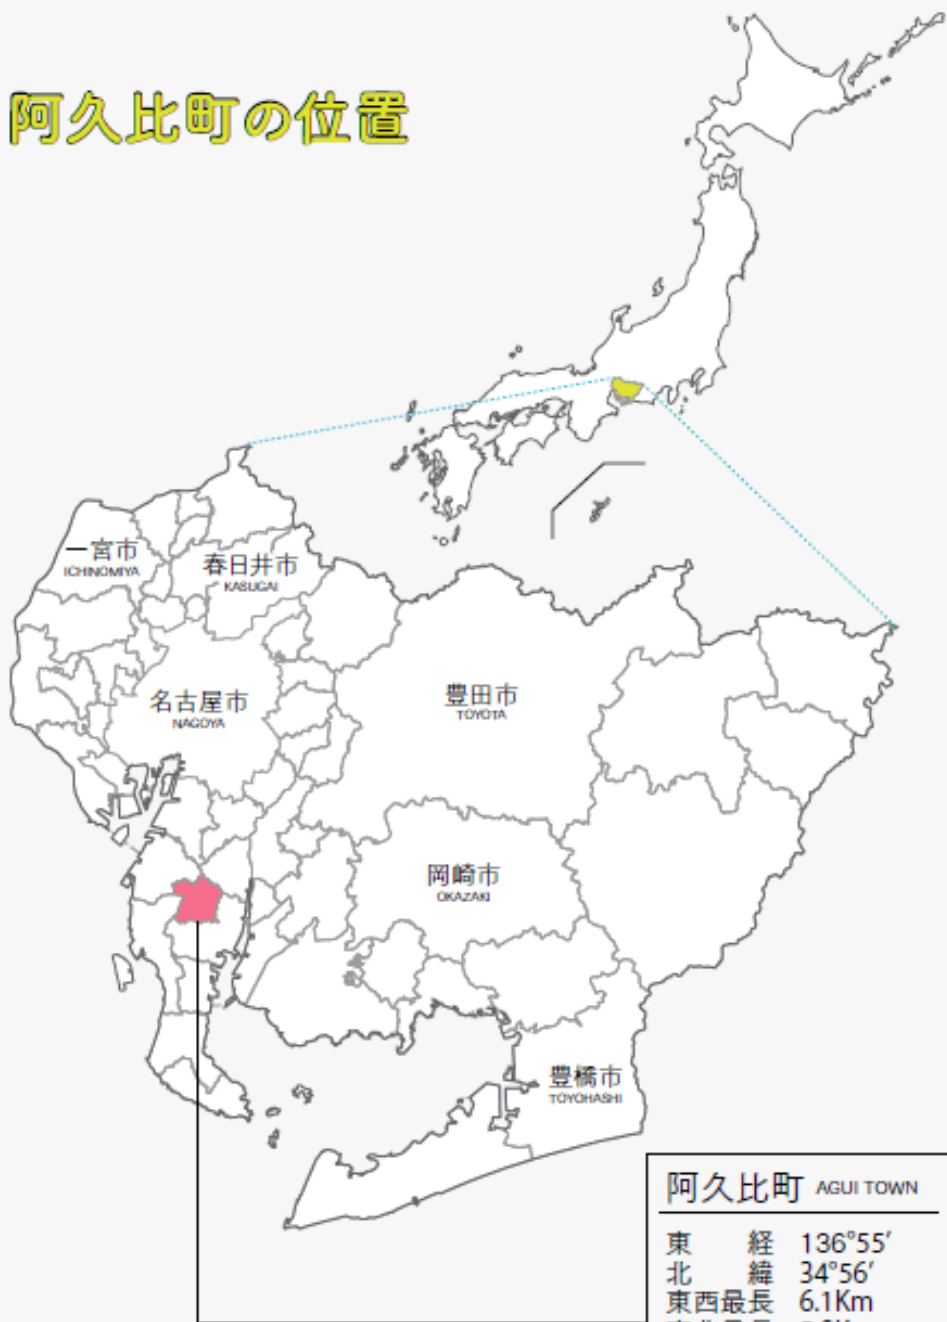 阿久比町の位置
一宮市
ICHINOMIYA
春日井市
KASUGAI
名古屋市
NAGOYA
豊田市
TOYOTA
岡崎市
OKAZAKI
豊橋市
TOYOHASHI
阿久比町 AGUI TOWN
東 経 136°55′
北 緯 34°56′
東西最長 6.1Km